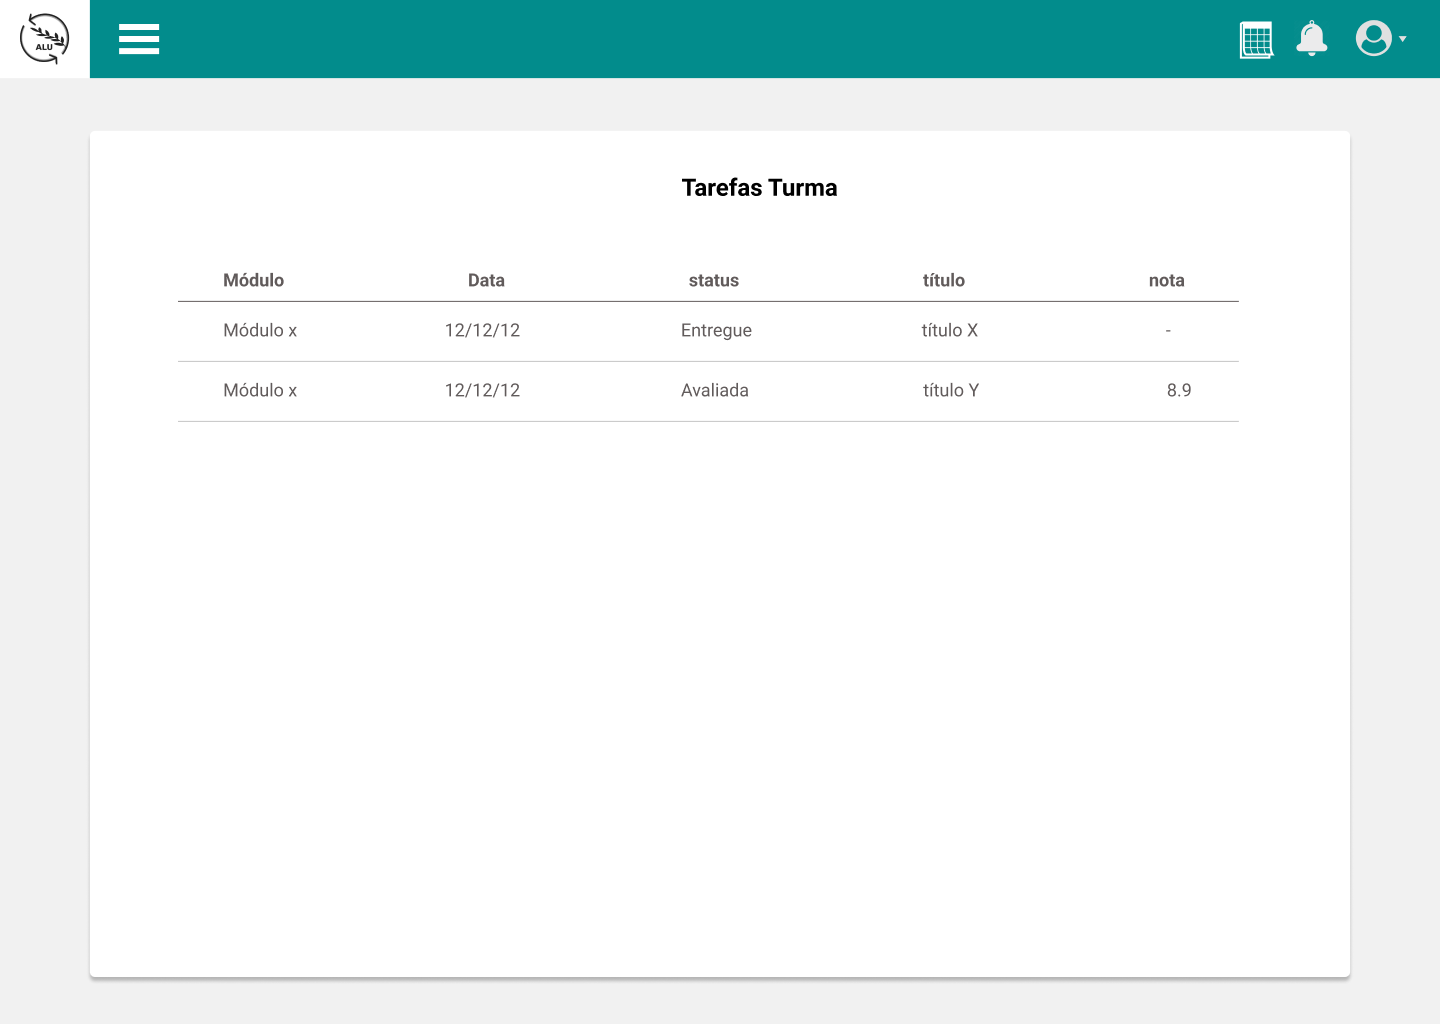 ALU
Tarefas Turma
Módulo Data status título nota
Módulo x 12/12/12 Entregue título X -
Módulo x 12/12/12 Avaliada título Y 8.9